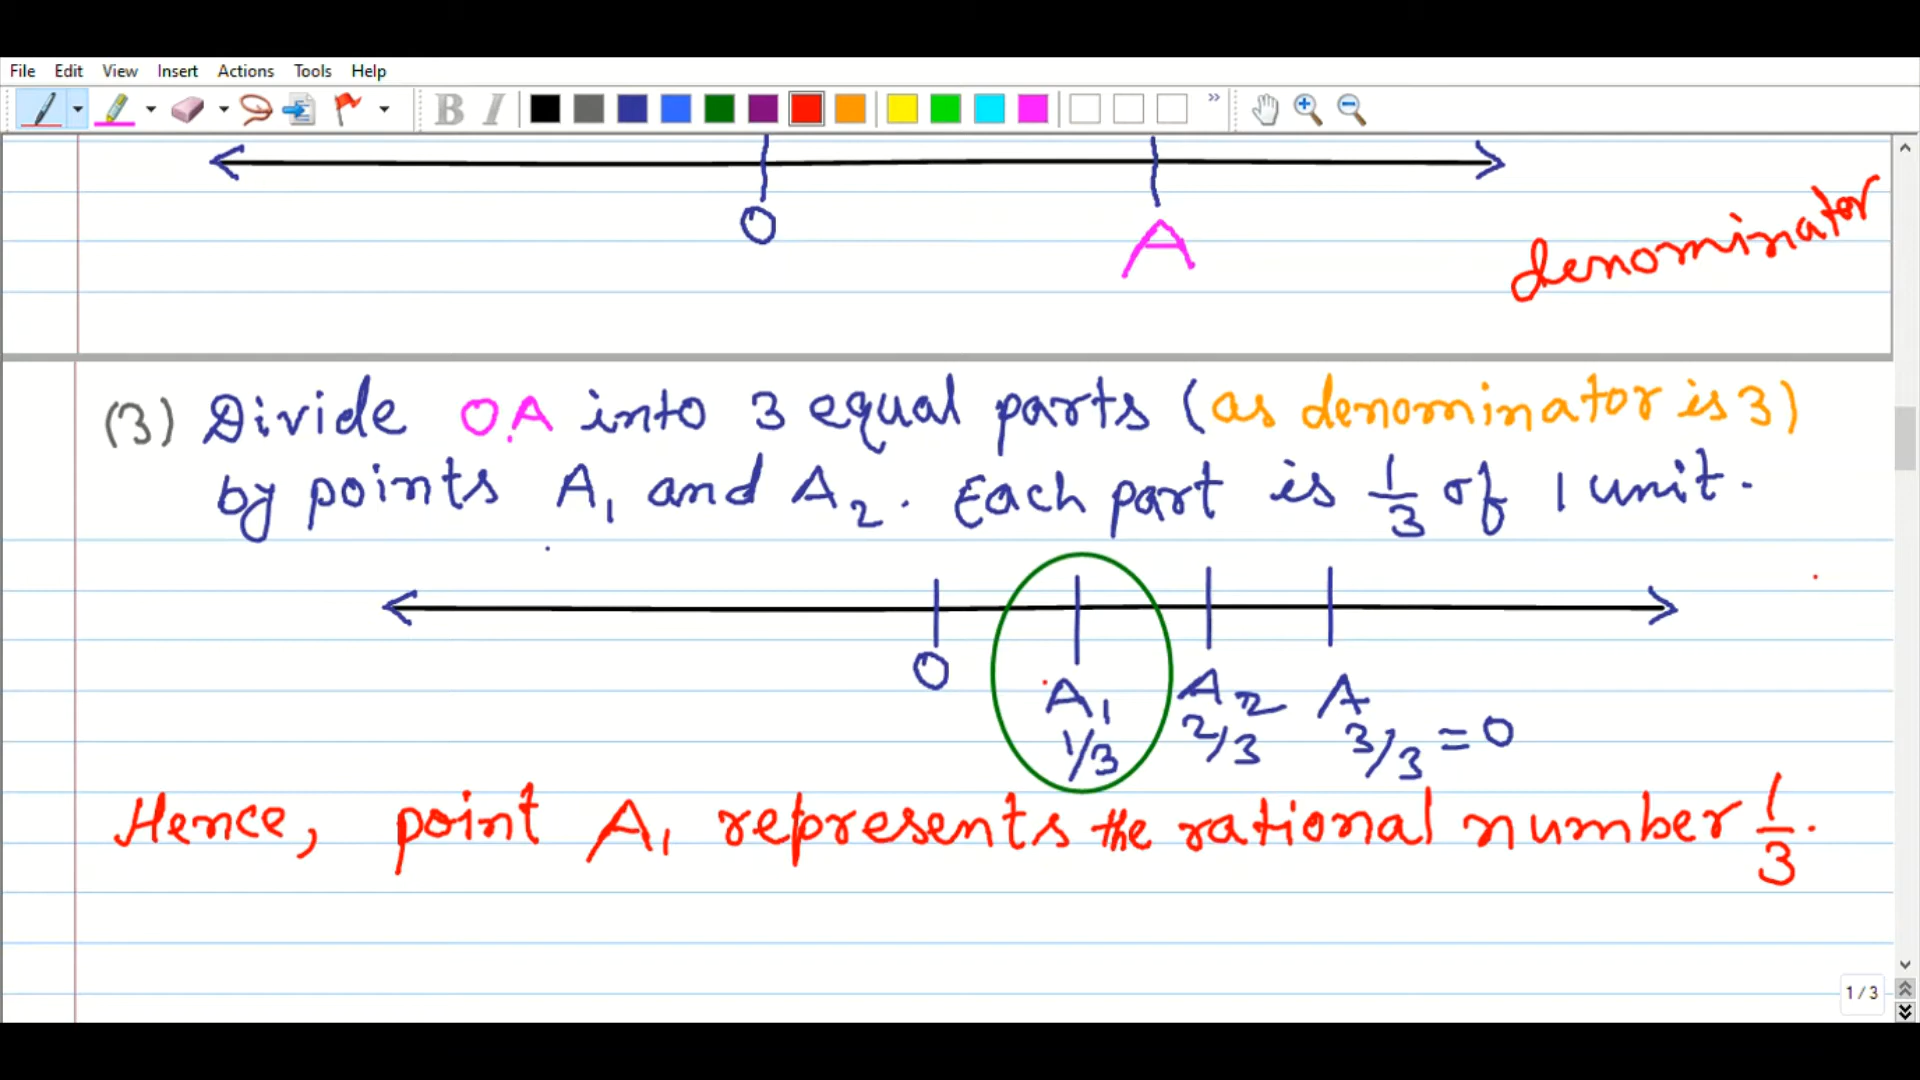 File Edit View Insert Actions Tools Help
B I
O A
denominator
(3) Divide OA into 3 equal parts (as denominator is 3)
by points A₁ and A₂. Each part is 1/3 of 1 unit.
O A₁ A₂ A
1/3 2/3 3/3 = 0
Hence, point A₁ represents the rational number 1/3.
1 / 3